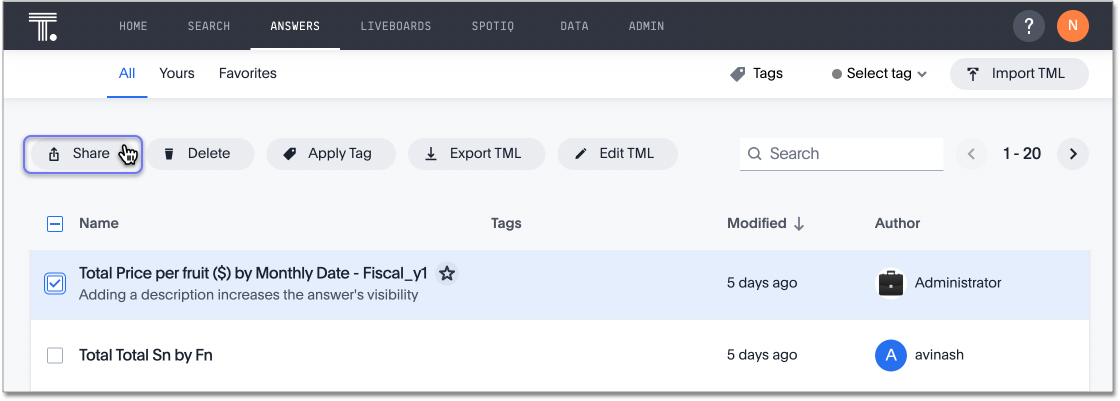 T. HOME SEARCH ANSWERS LIVEBOARDS SPOTIQ DATA ADMIN ? N
All Yours Favorites Tags Select tag Import TML
Share Delete Apply Tag Export TML Edit TML Search 1 - 20
Name Tags Modified Author
Total Price per fruit ($) by Monthly Date - Fiscal_y1
Adding a description increases the answer's visibility
5 days ago Administrator
Total Total Sn by Fn 5 days ago A avinash